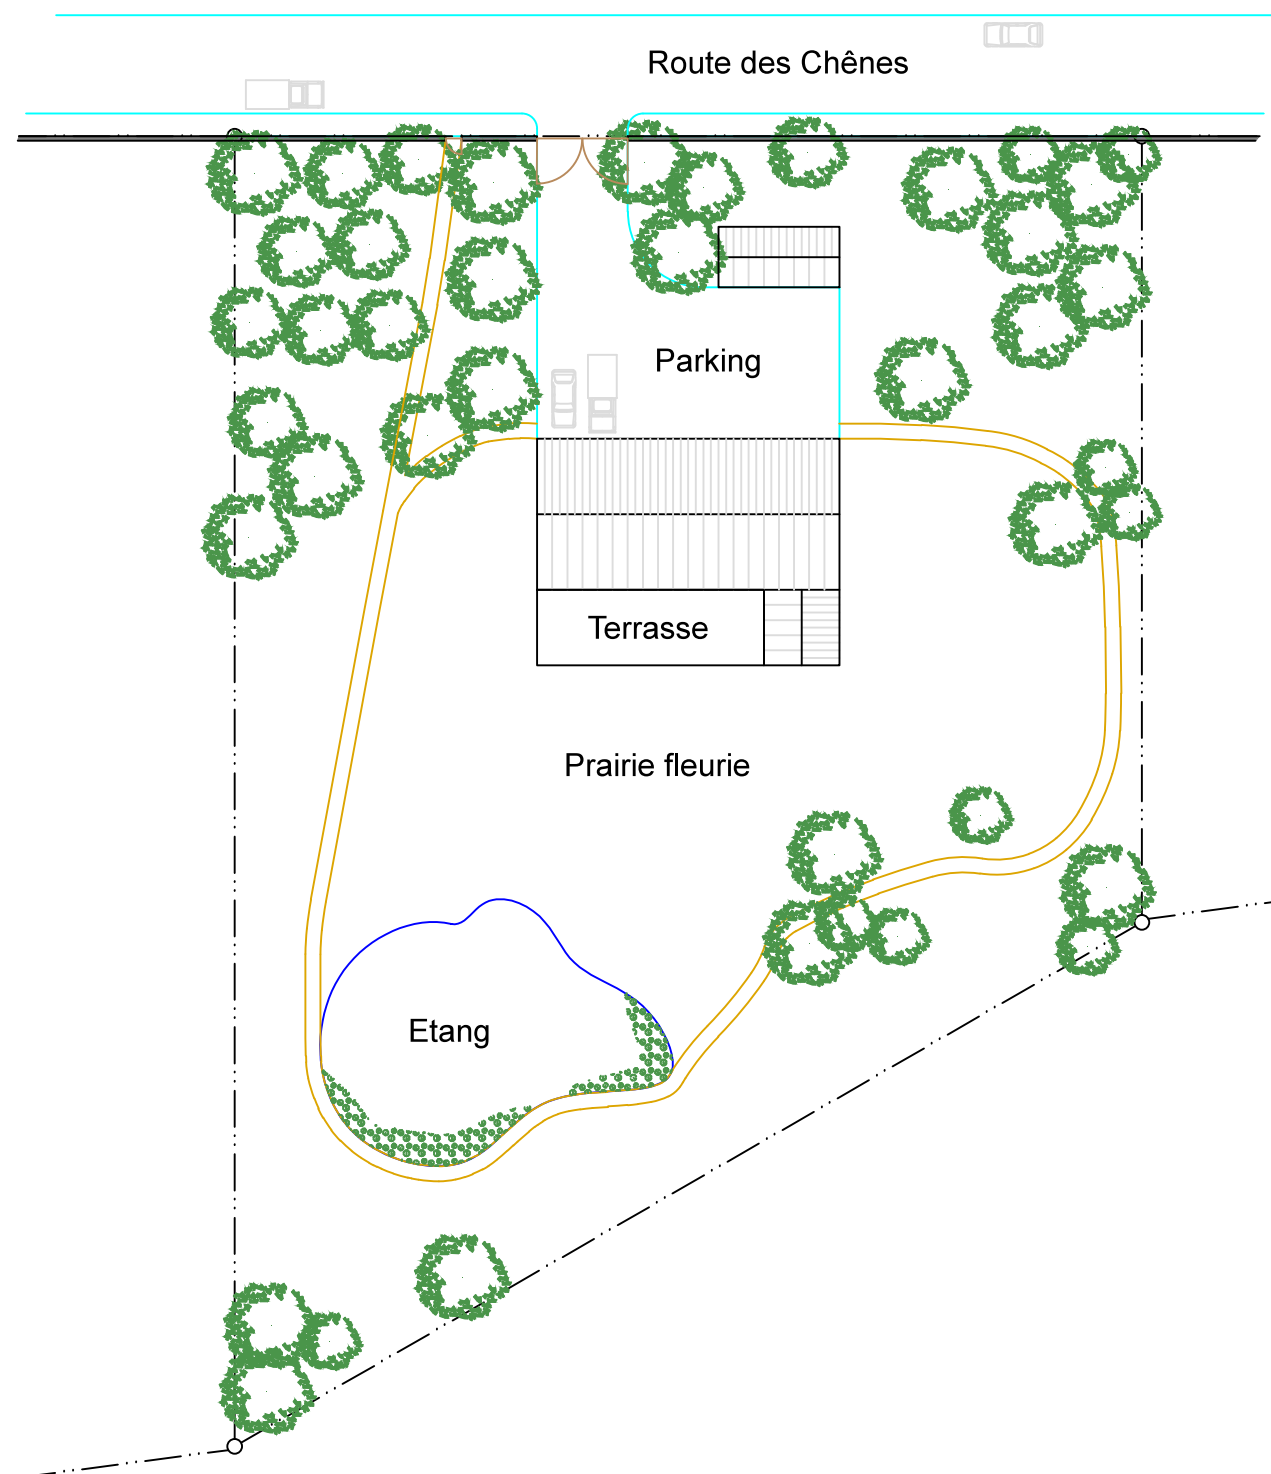 Route des Chênes
Parking
Terrasse
Prairie fleurie
Etang